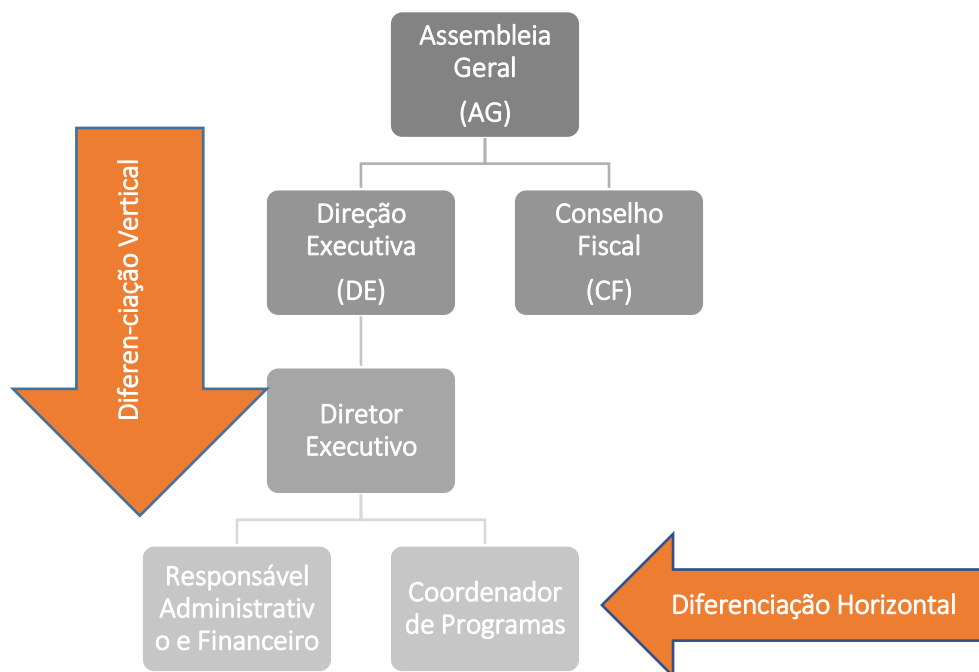 Assembleia
Geral
(AG)
Diferen-ciação Vertical
Direção
Executiva
(DE)
Conselho
Fiscal
(CF)
Diretor
Executivo
Responsável
Administrativ
o e Financeiro
Coordenador
de Programas
Diferenciação Horizontal